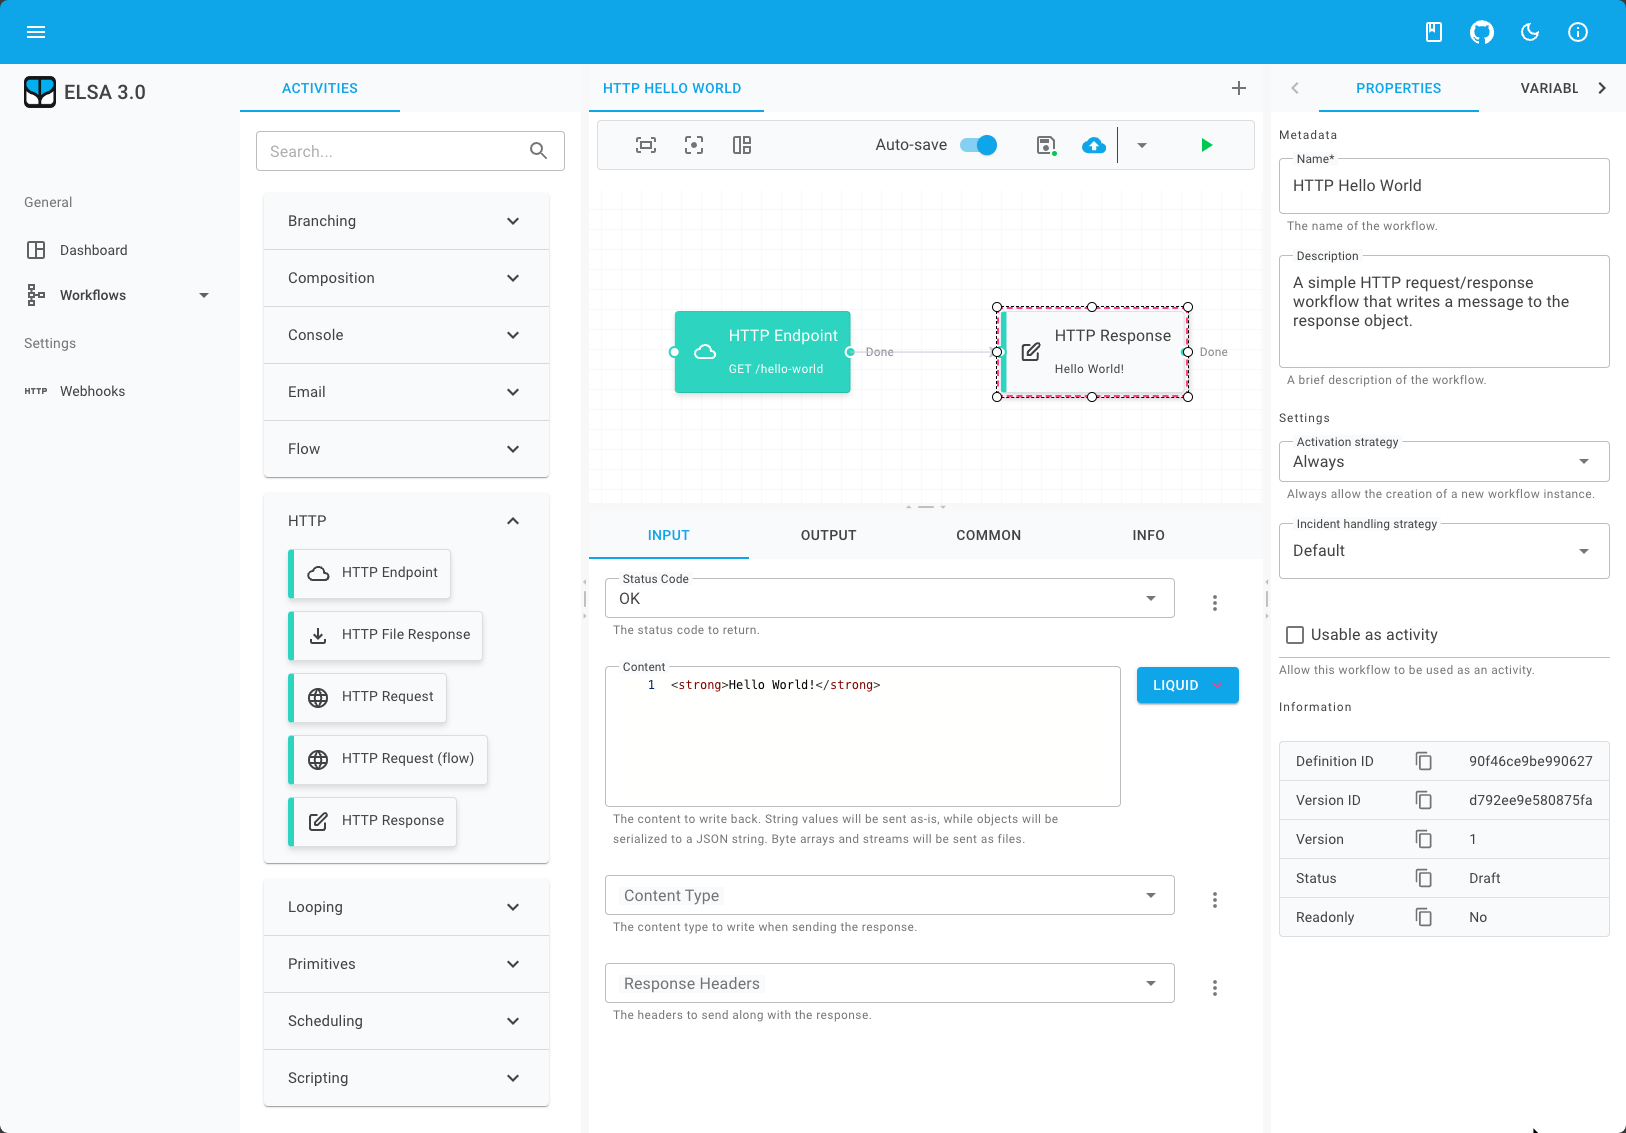 ELSA 3.0
General
Dashboard
Workflows
Settings
HTTP
Webhooks
ACTIVITIES
Search...
Branching
Composition
Console
Email
Flow
HTTP
HTTP Endpoint
HTTP File Response
HTTP Request
HTTP Request (flow)
HTTP Response
Looping
Primitives
Scheduling
Scripting
HTTP HELLO WORLD
Auto-save
HTTP Endpoint
GET /hello-world
Done
HTTP Response
Hello World!
Done
INPUT
OUTPUT
COMMON
INFO
Status Code
OK
The status code to return.
Content
1 <strong>Hello World!</strong>
LIQUID
The content to write back. String values will be sent as-is, while objects will be
serialized to a JSON string. Byte arrays and streams will be sent as files.
Content Type
The content type to write when sending the response.
Response Headers
The headers to send along with the response.
PROPERTIES
VARIABL
Metadata
Name*
HTTP Hello World
The name of the workflow.
Description
A simple HTTP request/response
workflow that writes a message to the
response object.
A brief description of the workflow.
Settings
Activation strategy
Always
Always allow the creation of a new workflow instance.
Incident handling strategy
Default
Usable as activity
Allow this workflow to be used as an activity.
Information
Definition ID
90f46ce9be990627
Version ID
d792ee9e580875fa
Version
1
Status
Draft
Readonly
No